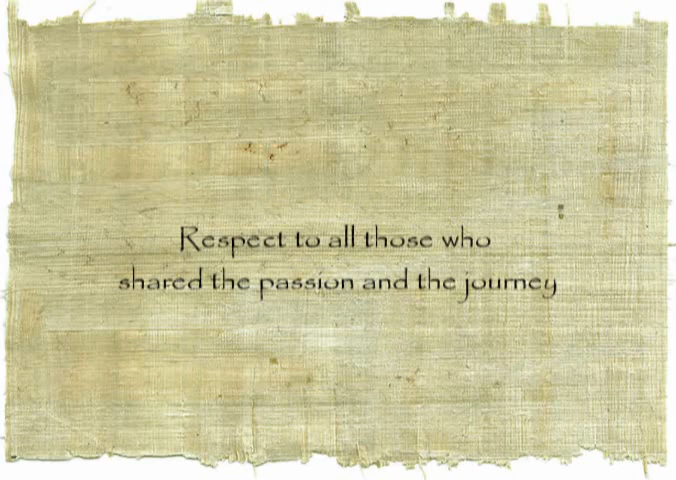 Respect to all those who
shared the passion and the journey